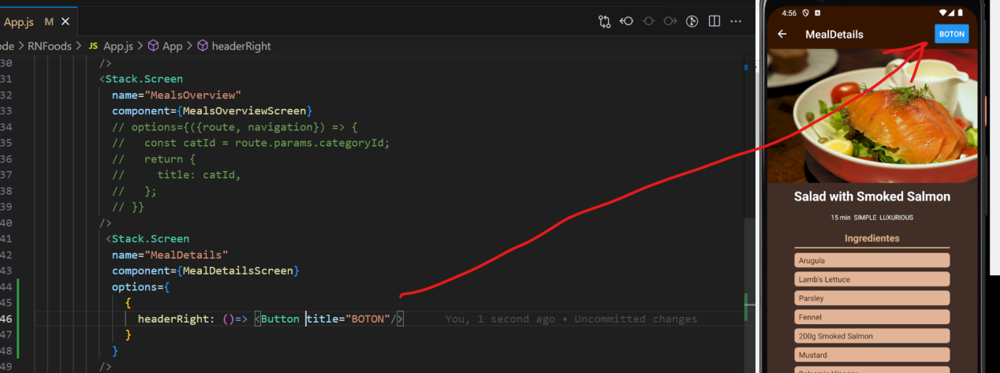 App.js M ×
ode > RNFoods > JS App.js > App > headerRight
30 />
31 <Stack.Screen
32 name="MealsOverview"
33 component={MealsOverviewScreen}
34 // options={({route, navigation}) => {
35 // const catId = route.params.categoryId;
36 // return {
37 // title: catId,
38 // };
39 // }}
40 />
41 <Stack.Screen
42 name="MealDetails"
43 component={MealDetailsScreen}
44 options={
45 {
46 headerRight: ()=> <Button title="BOTON"/> You, 1 second ago • Uncommitted changes
47 }
48 }
49 />
4:56
MealDetails
BOTON
Salad with Smoked Salmon
15 min SIMPLE LUXURIOUS
Ingredientes
Arugula
Lamb's Lettuce
Parsley
Fennel
200g Smoked Salmon
Mustard
Balsamic Vinegar